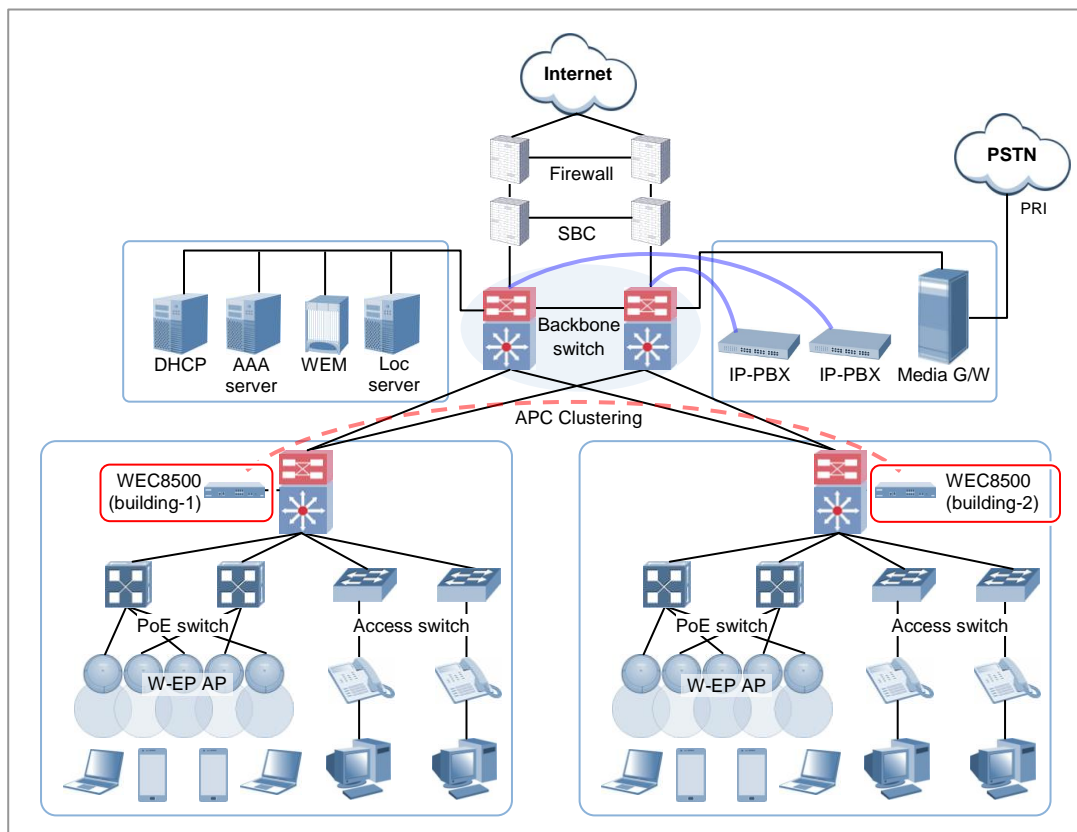 Internet
PSTN
Firewall
PRI
SBC
Backbone
switch
DHCP
AAA
server
WEM
Loc
server
IP-PBX
IP-PBX
Media G/W
APC Clustering
WEC8500
(building-1)
WEC8500
(building-2)
PoE switch
Access switch
PoE switch
Access switch
W-EP AP
W-EP AP